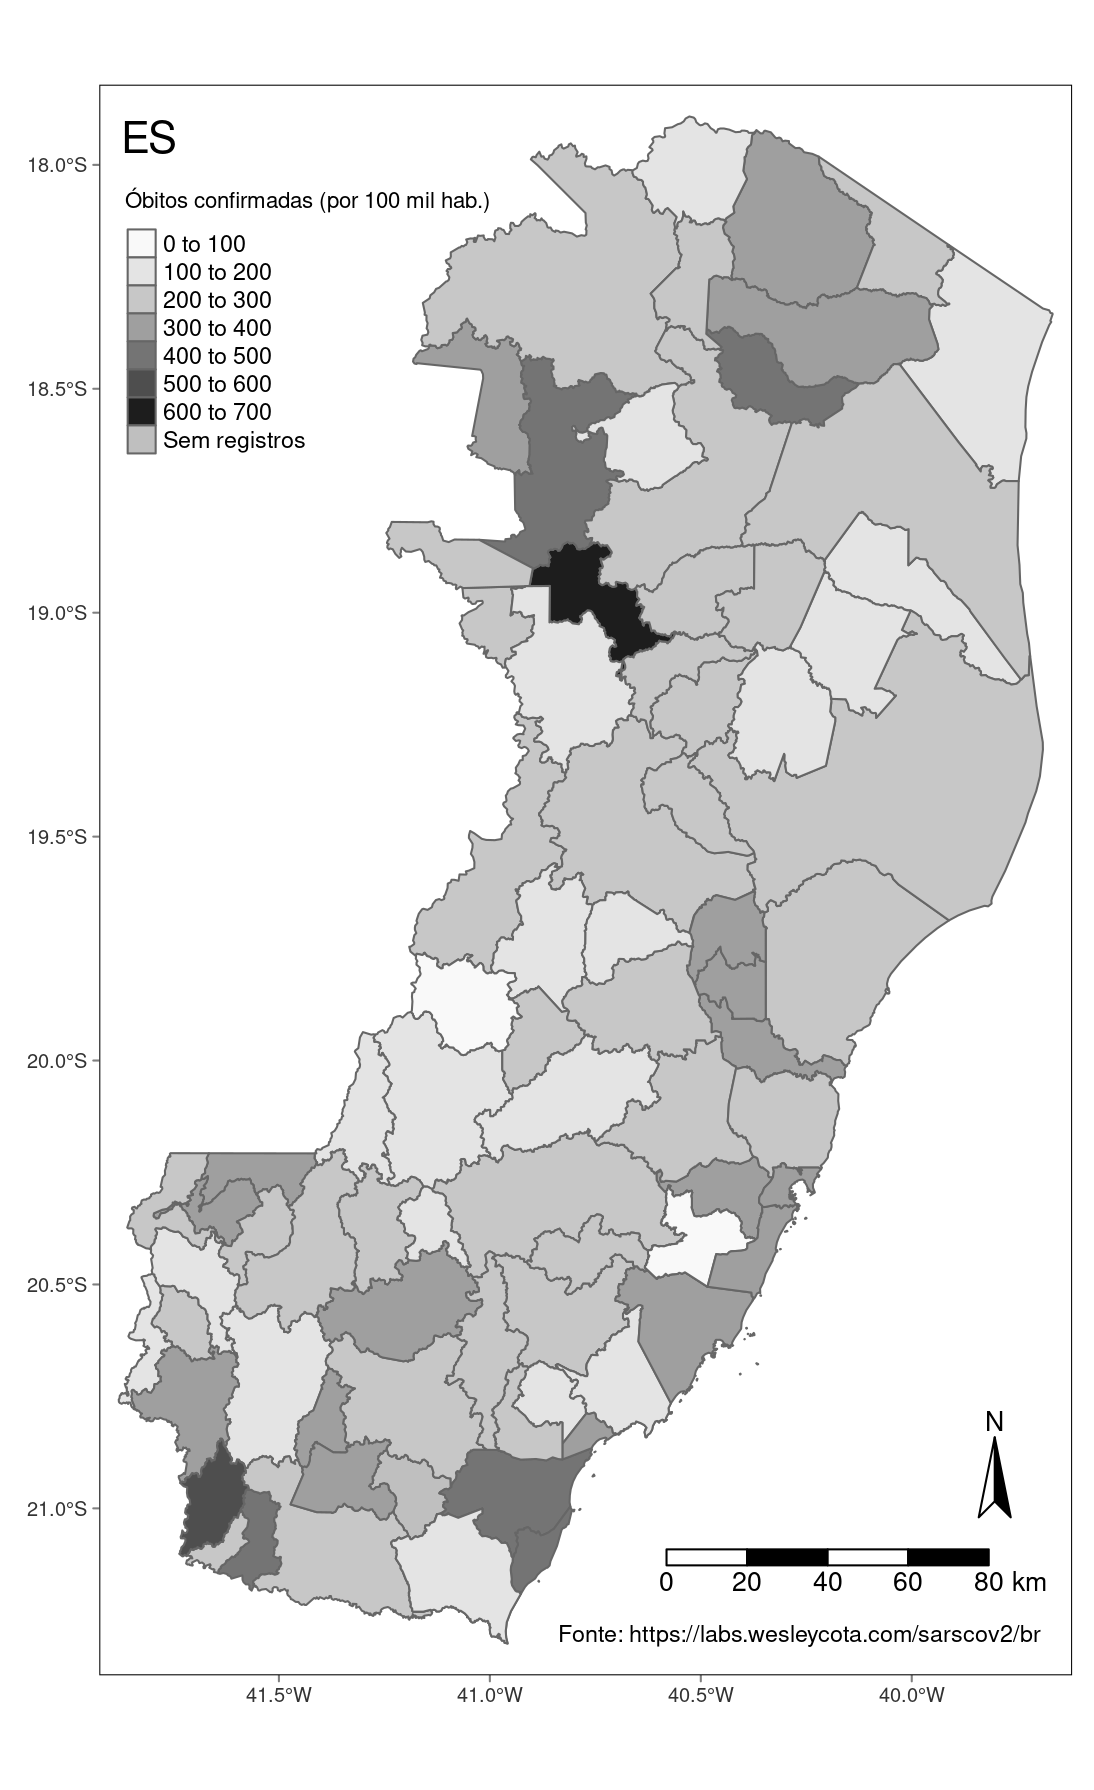 ES
Óbitos confirmadas (por 100 mil hab.)
0 to 100
100 to 200
200 to 300
300 to 400
400 to 500
500 to 600
600 to 700
Sem registros
18.0°S
18.5°S
19.0°S
19.5°S
20.0°S
20.5°S
21.0°S
N
0 20 40 60 80 km
Fonte: https://labs.wesleycota.com/sarscov2/br
41.5°W 41.0°W 40.5°W 40.0°W